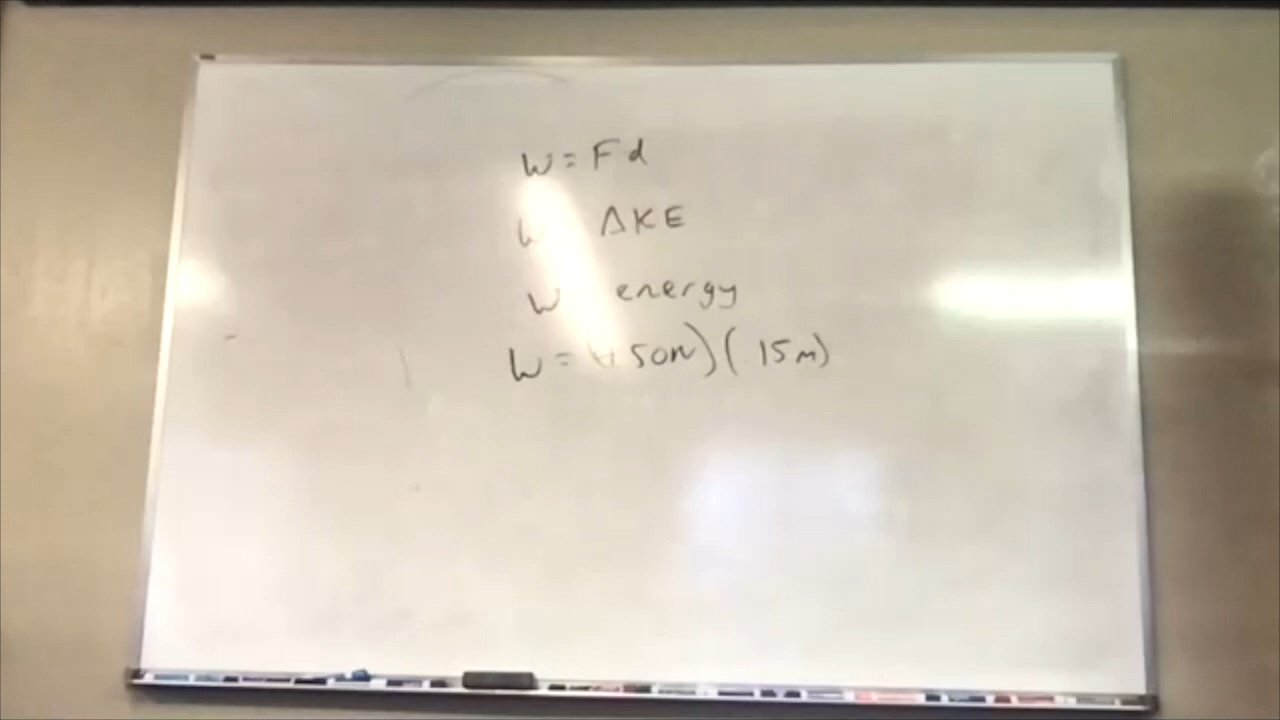 W = Fd
W ΔKE
W energy
W = 50N)(15m)